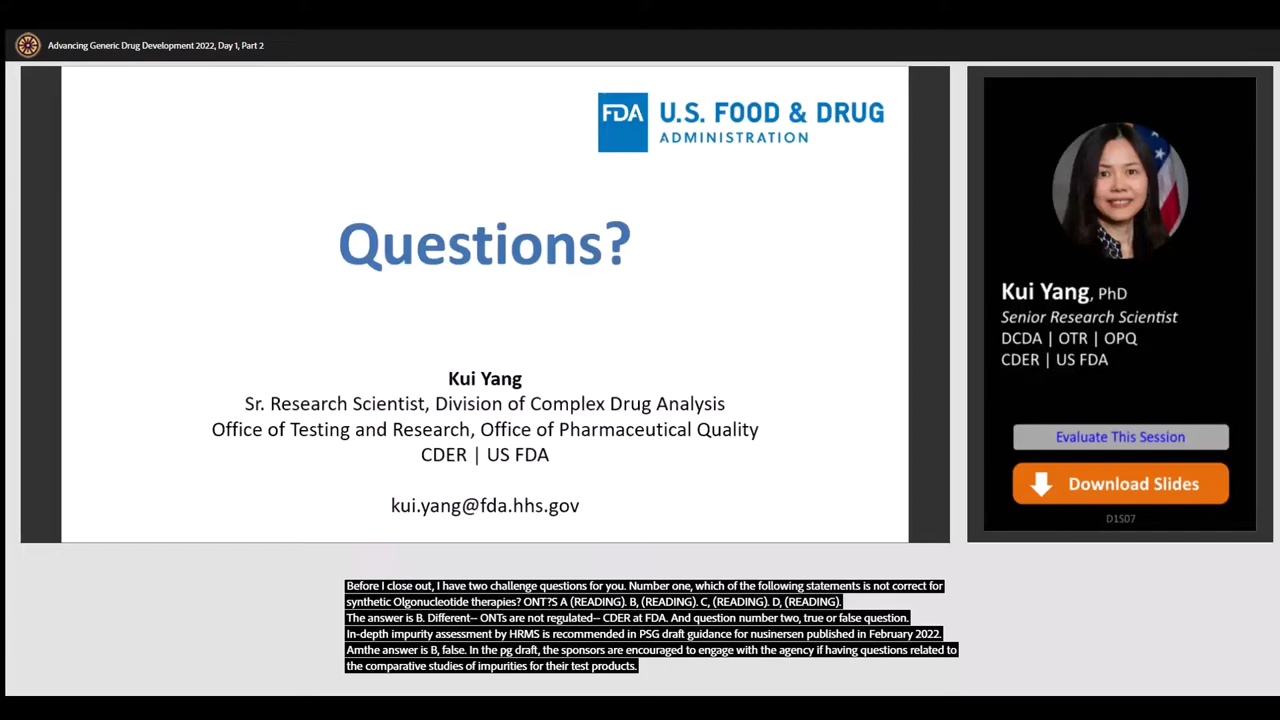 Advancing Generic Drug Development 2022, Day 1, Part 2
FDA U.S. FOOD & DRUG
ADMINISTRATION
Questions?
Kui Yang
Sr. Research Scientist, Division of Complex Drug Analysis
Office of Testing and Research, Office of Pharmaceutical Quality
CDER | US FDA
kui.yang@fda.hhs.gov
Kui Yang, PhD
Senior Research Scientist
DCDA | OTR | OPQ
CDER | US FDA
Evaluate This Session
Download Slides
D1S07
Before I close out, I have two challenge questions for you. Number one, which of the following statements is not correct for
synthetic Olgonucleotide therapies? ONT?S A (READING). B, (READING). C, (READING). D, (READING).
The answer is B. Different-- ONTs are not regulated-- CDER at FDA. And question number two, true or false question.
In-depth impurity assessment by HRMS is recommended in PSG draft guidance for nusinersen published in February 2022.
Amthe answer is B, false. In the pg draft, the sponsors are encouraged to engage with the agency if having questions related to
the comparative studies of impurities for their test products.